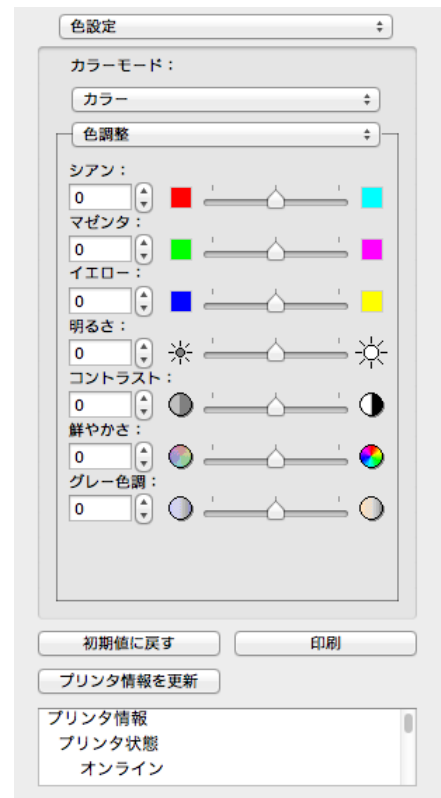 色設定
カラーモード：
カラー
色調整
シアン：
0
マゼンタ：
0
イエロー：
0
明るさ：
0
コントラスト：
0
鮮やかさ：
0
グレー色調：
0
初期値に戻す 印刷
プリンタ情報を更新
プリンタ情報
プリンタ状態
オンライン